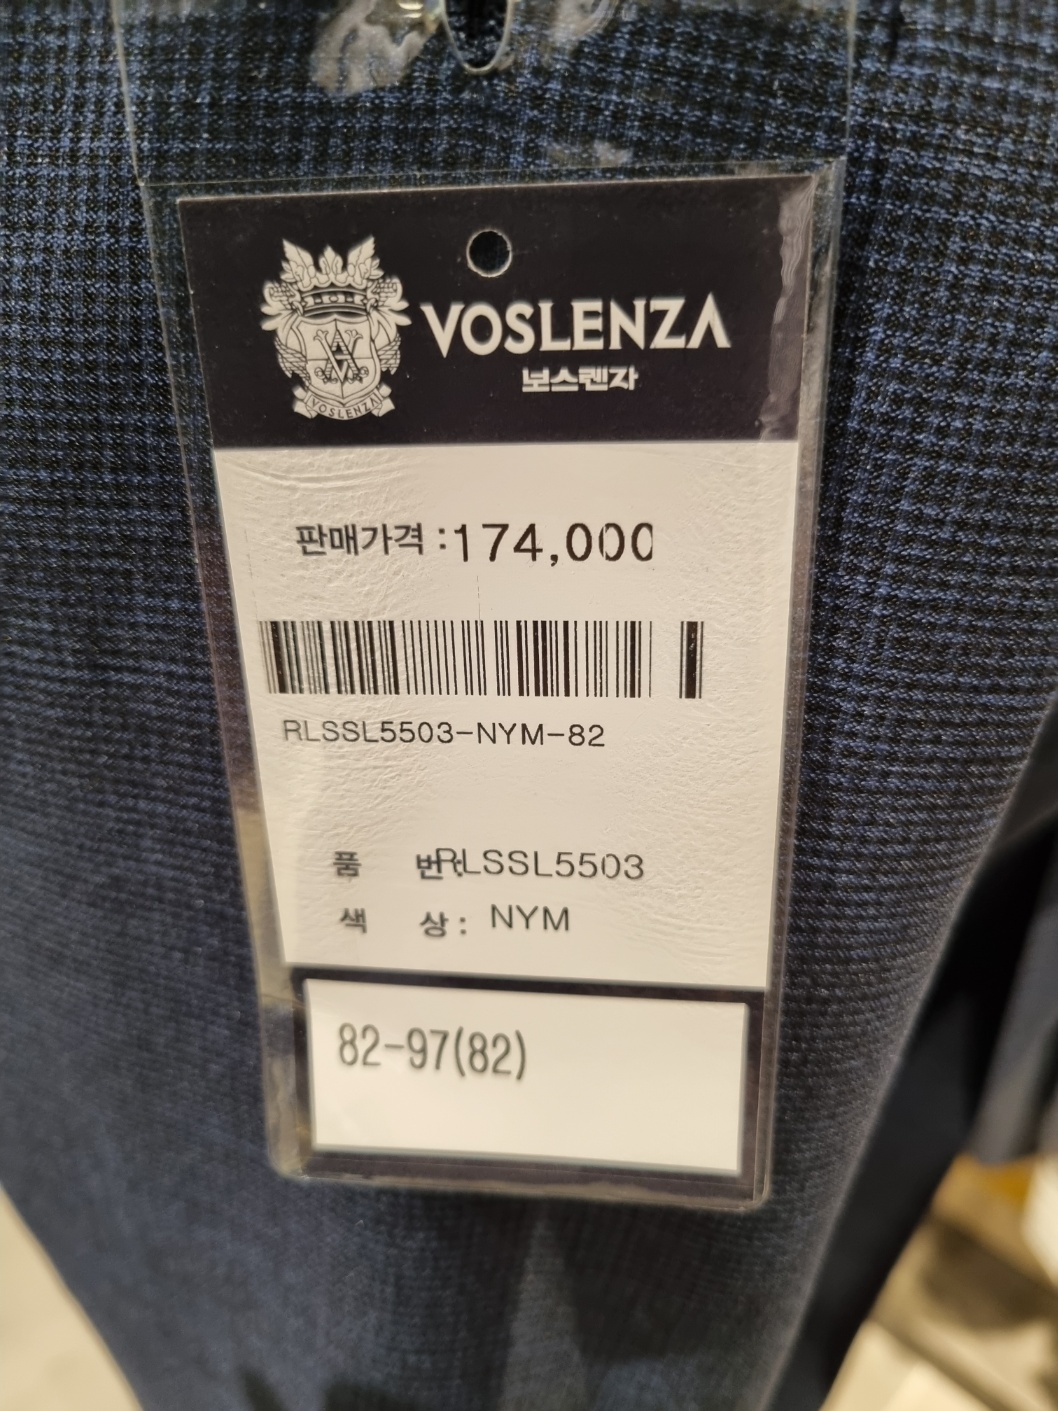 VOSLENZA
보스렌자
VOSLENZA
판매가격 :174,000
RLSSL5503-NYM-82
품 번:RLSSL5503
색 상: NYM
82-97(82)